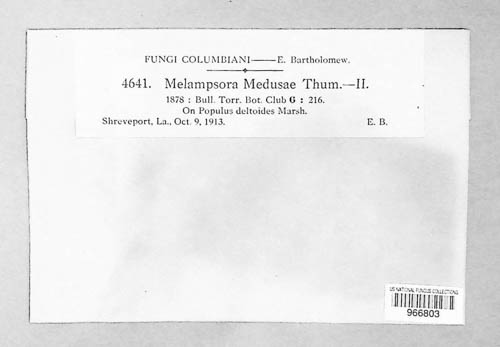 FUNGI COLUMBIANI—E. Bartholomew.
4641. Melampsora Medusae Thum.—II.
1878 : Bull. Torr. Bot. Club 6 : 216.
On Populus deltoides Marsh.
Shreveport, La., Oct. 9, 1913. E. B.
US NATIONAL FUNGUS COLLECTIONS
966803